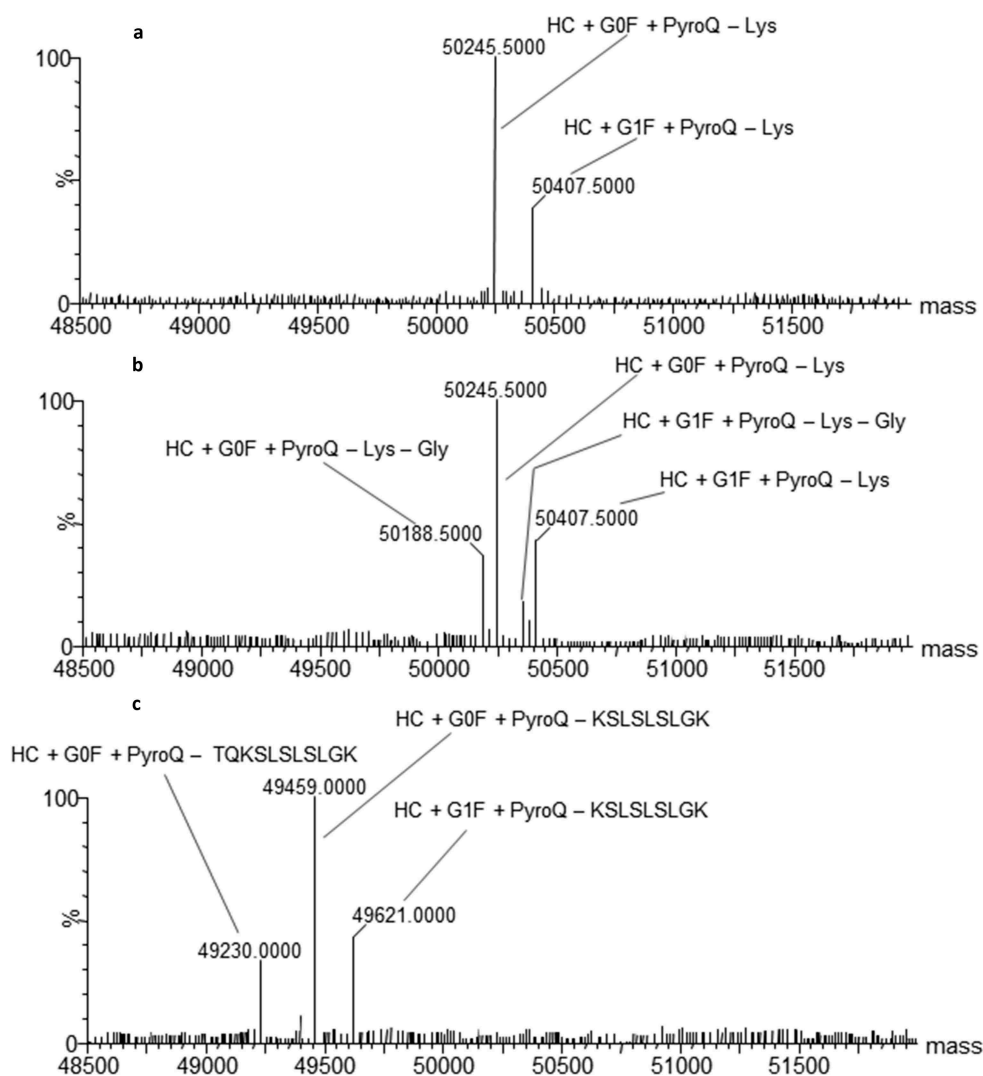 a
HC + G0F + PyroQ – Lys
50245.5000
100
HC + G1F + PyroQ – Lys
50407.5000
%
0
mass
48500 49000 49500 50000 50500 51000 51500
b
HC + G0F + PyroQ – Lys
50245.5000
100
HC + G1F + PyroQ – Lys – Gly
HC + G0F + PyroQ – Lys – Gly
HC + G1F + PyroQ – Lys
50407.5000
50188.5000
%
0
mass
48500 49000 49500 50000 50500 51000 51500
c
HC + G0F + PyroQ – KSLSLSLGK
HC + G0F + PyroQ – TQKSLSLSLGK
49459.0000
100
HC + G1F + PyroQ – KSLSLSLGK
49621.0000
%
49230.0000
0
mass
48500 49000 49500 50000 50500 51000 51500